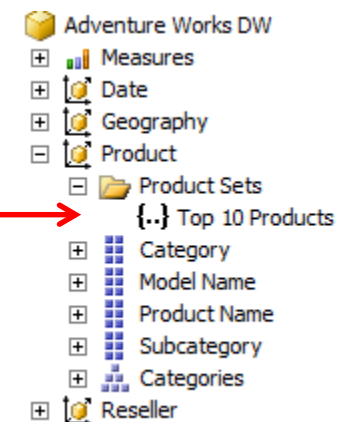 Adventure Works DW
Measures
Date
Geography
Product
Product Sets
{..} Top 10 Products
Category
Model Name
Product Name
Subcategory
Categories
Reseller